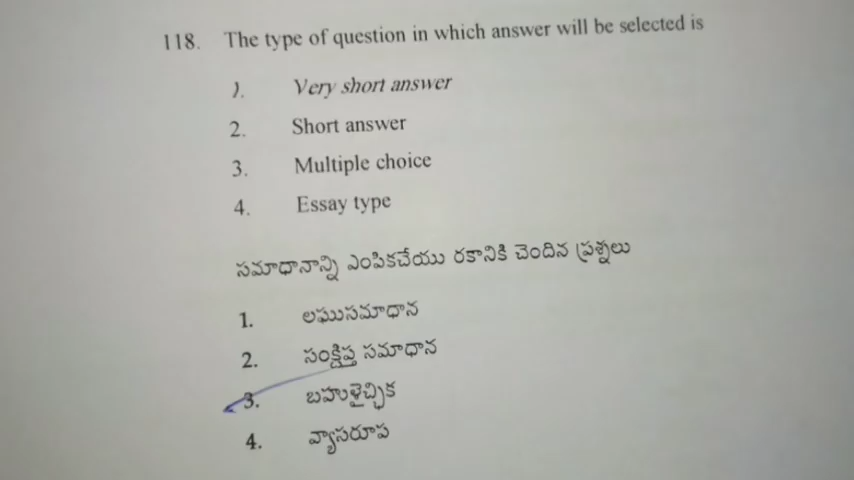 118. The type of question in which answer will be selected is
1. Very short answer
2. Short answer
3. Multiple choice
4. Essay type
సమాధానాన్ని ఎంపికచేయు రకానికి చెందిన ప్రశ్నలు
1. లఘుసమాధాన
2. సంక్షిప్త సమాధాన
3. బహుళైచ్ఛిక
4. వ్యాసరూప